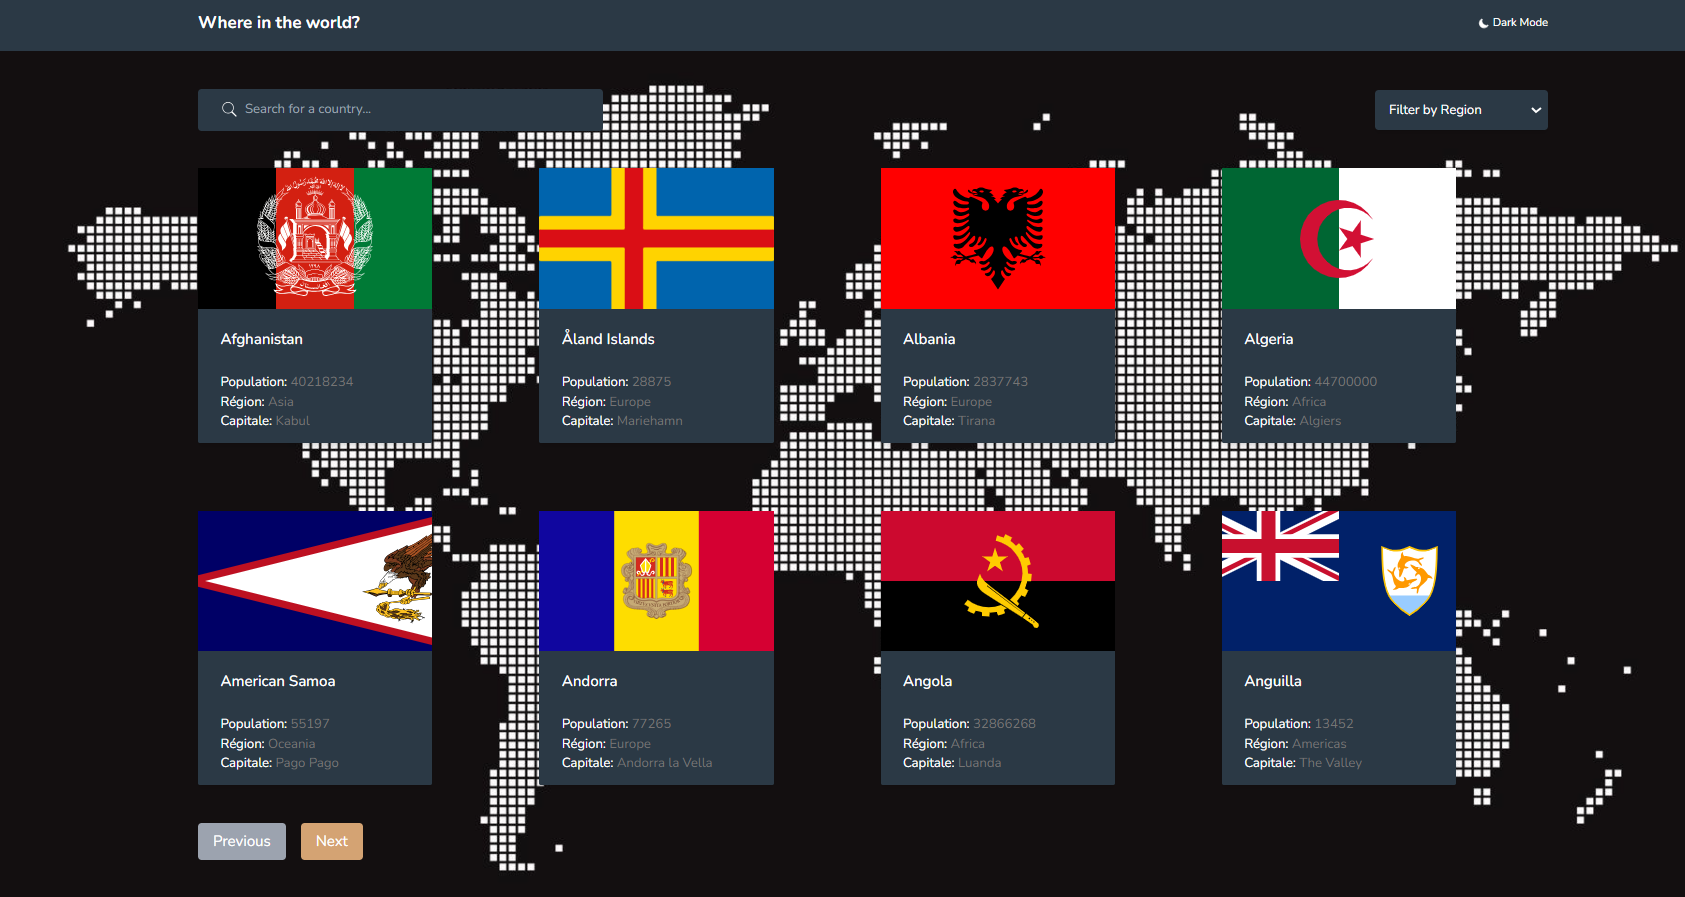 Where in the world?
Dark Mode
Search for a country...
Filter by Region
Afghanistan
Population: 40218234
Région: Asia
Capitale: Kabul
Åland Islands
Population: 28875
Région: Europe
Capitale: Mariehamn
Albania
Population: 2837743
Région: Europe
Capitale: Tirana
Algeria
Population: 44700000
Région: Africa
Capitale: Algiers
American Samoa
Population: 55197
Région: Oceania
Capitale: Pago Pago
Andorra
Population: 77265
Région: Europe
Capitale: Andorra la Vella
Angola
Population: 32866268
Région: Africa
Capitale: Luanda
Anguilla
Population: 13452
Région: Americas
Capitale: The Valley
Previous
Next